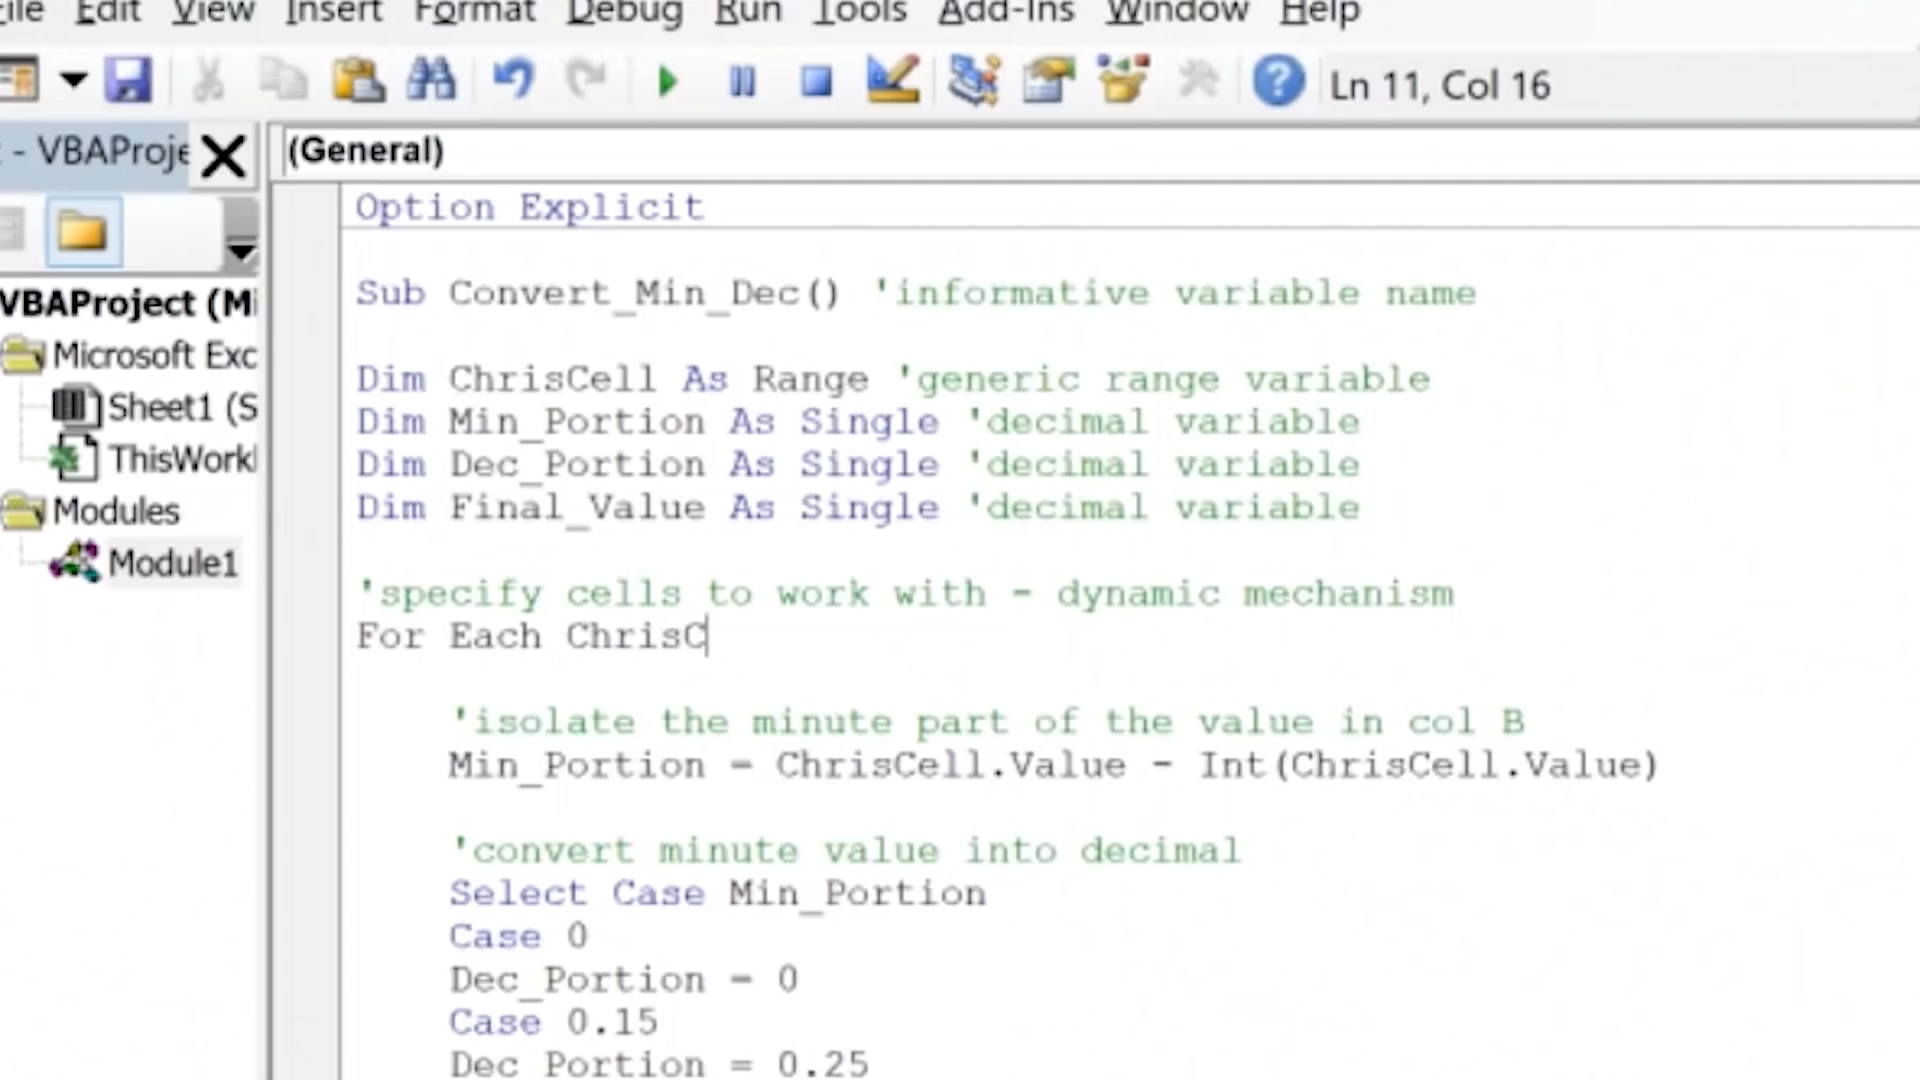 File Edit View Insert Format Debug Run Tools Add-Ins Window Help
Ln 11, Col 16
- VBAProje
(General)
Option Explicit
VBAProject (Mi
Sub Convert_Min_Dec() 'informative variable name
Microsoft Exc
Dim ChrisCell As Range 'generic range variable
Sheet1 (S
Dim Min_Portion As Single 'decimal variable
ThisWork
Dim Dec_Portion As Single 'decimal variable
Dim Final_Value As Single 'decimal variable
Modules
Module1
'specify cells to work with - dynamic mechanism
For Each ChrisC
'isolate the minute part of the value in col B
Min_Portion = ChrisCell.Value - Int(ChrisCell.Value)
'convert minute value into decimal
Select Case Min_Portion
Case 0
Dec_Portion = 0
Case 0.15
Dec_Portion = 0.25